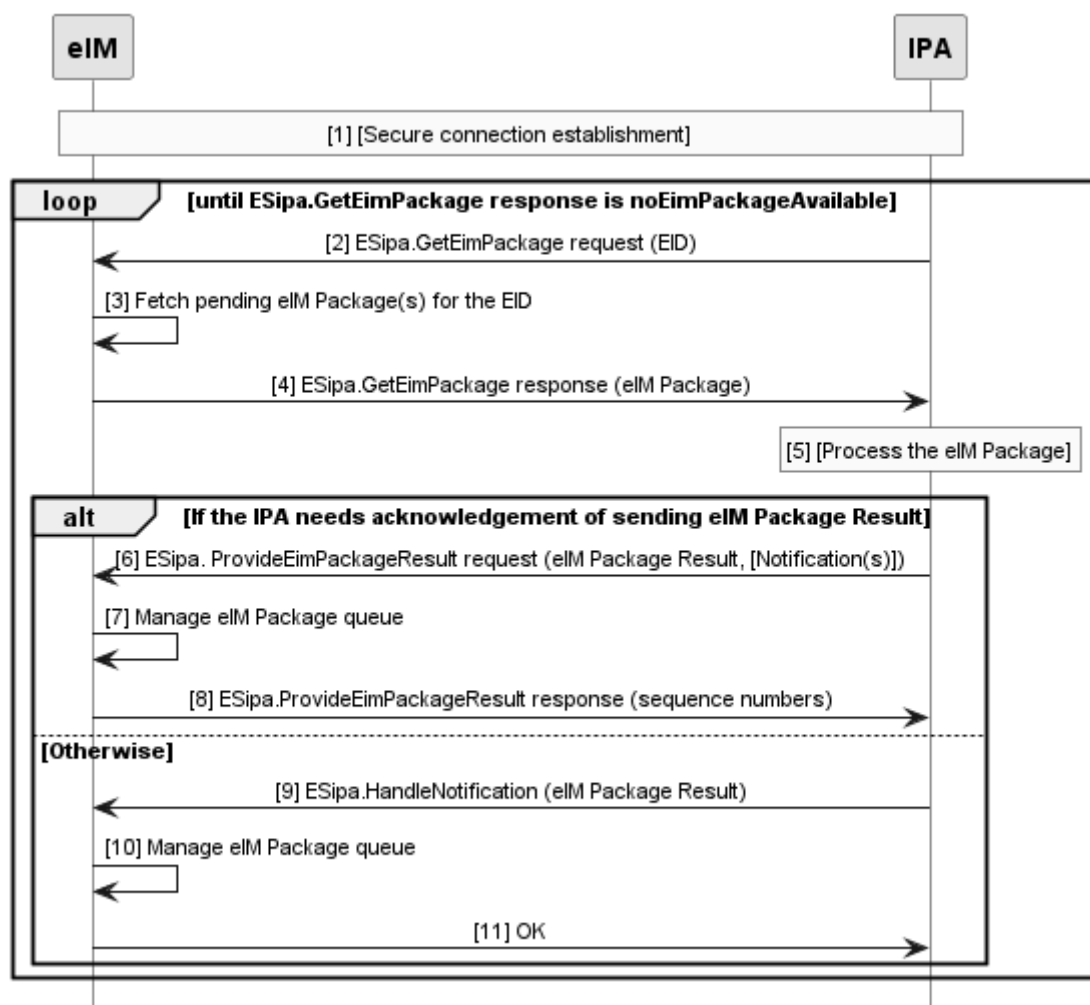 eIM
IPA
[1] [Secure connection establishment]
loop
[until ESipa.GetEimPackage response is noEimPackageAvailable]
[2] ESipa.GetEimPackage request (EID)
[3] Fetch pending eIM Package(s) for the EID
[4] ESipa.GetEimPackage response (eIM Package)
[5] [Process the eIM Package]
alt
[If the IPA needs acknowledgement of sending eIM Package Result]
[6] ESipa. ProvideEimPackageResult request (eIM Package Result, [Notification(s)])
[7] Manage eIM Package queue
[8] ESipa.ProvideEimPackageResult response (sequence numbers)
[Otherwise]
[9] ESipa.HandleNotification (eIM Package Result)
[10] Manage eIM Package queue
[11] OK